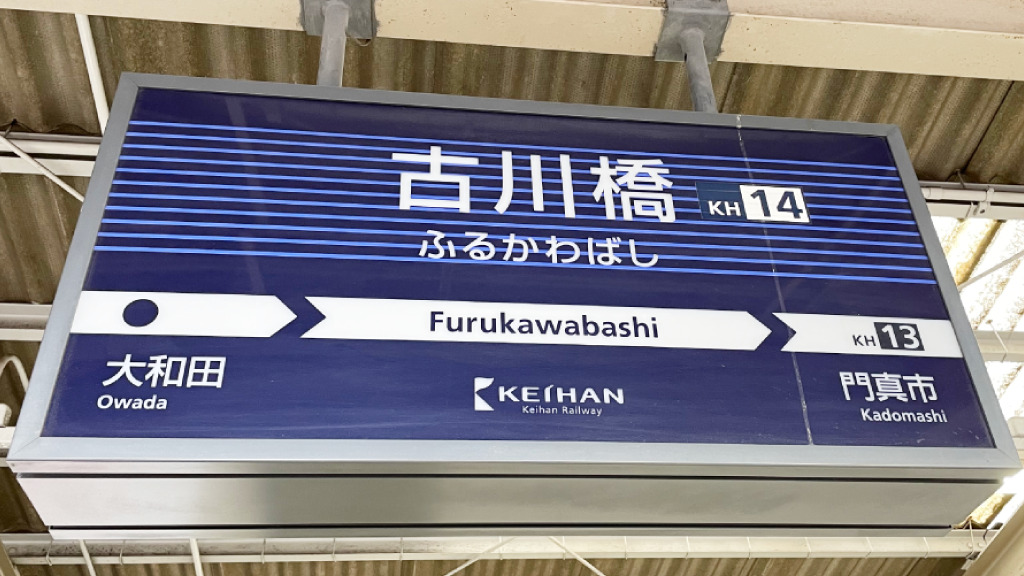 古川橋 KH 14
ふるかわばし
Furukawabashi
KH 13
大和田
Owada
KEIHAN
Keihan Railway
門真市
Kadomashi